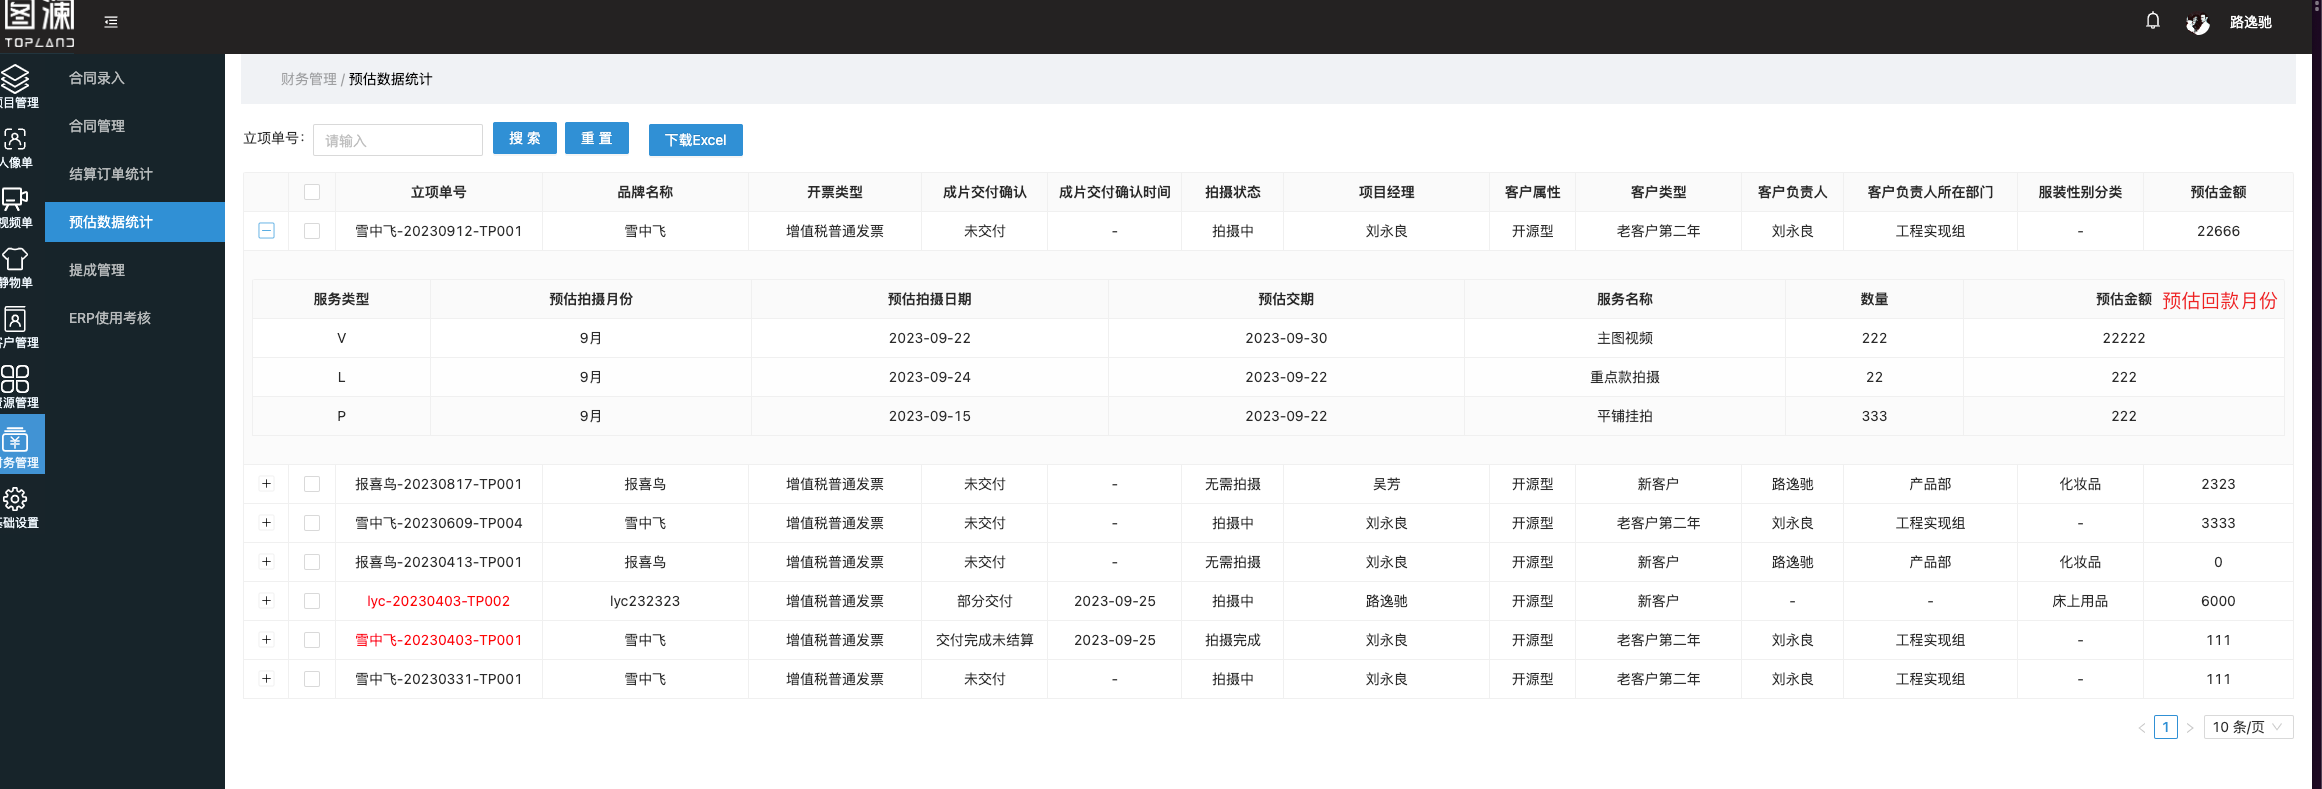 图澜
TOPLAND
路逸驰
项目管理
人像单
视频单
静物单
客户管理
资源管理
财务管理
基础设置
合同录入
合同管理
结算订单统计
预估数据统计
提成管理
ERP使用考核
财务管理 / 预估数据统计
立项单号: 请输入 搜 索 重 置 下载Excel
立项单号 品牌名称 开票类型 成片交付确认 成片交付确认时间 拍摄状态 项目经理 客户属性 客户类型 客户负责人 客户负责人所在部门 服装性别分类 预估金额
雪中飞-20230912-TP001 雪中飞 增值税普通发票 未交付 - 拍摄中 刘永良 开源型 老客户第二年 刘永良 工程实现组 - 22666
服务类型 预估拍摄月份 预估拍摄日期 预估交期 服务名称 数量 预估金额 预估回款月份
V 9月 2023-09-22 2023-09-30 主图视频 222 22222
L 9月 2023-09-24 2023-09-22 重点款拍摄 22 222
P 9月 2023-09-15 2023-09-22 平铺挂拍 333 222
报喜鸟-20230817-TP001 报喜鸟 增值税普通发票 未交付 - 无需拍摄 吴芳 开源型 新客户 路逸驰 产品部 化妆品 2323
雪中飞-20230609-TP004 雪中飞 增值税普通发票 未交付 - 拍摄中 刘永良 开源型 老客户第二年 刘永良 工程实现组 - 3333
报喜鸟-20230413-TP001 报喜鸟 增值税普通发票 未交付 - 无需拍摄 刘永良 开源型 新客户 路逸驰 产品部 化妆品 0
lyc-20230403-TP002 lyc232323 增值税普通发票 部分交付 2023-09-25 拍摄中 路逸驰 开源型 新客户 - - 床上用品 6000
雪中飞-20230403-TP001 雪中飞 增值税普通发票 交付完成未结算 2023-09-25 拍摄完成 刘永良 开源型 老客户第二年 刘永良 工程实现组 - 111
雪中飞-20230331-TP001 雪中飞 增值税普通发票 未交付 - 拍摄中 刘永良 开源型 老客户第二年 刘永良 工程实现组 - 111
< 1 > 10 条/页